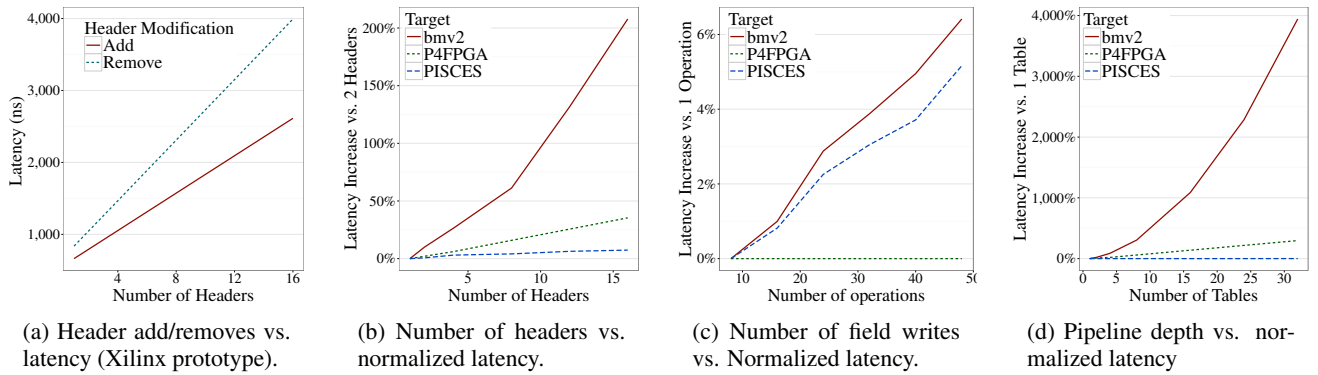 4,000
3,000
2,000
1,000
Latency (ns)
Header Modification
Add
Remove
4
8
12
16
Number of Headers
(a) Header add/removes vs.
latency (Xilinx prototype).
200%
150%
100%
50%
0%
Latency Increase vs. 2 Headers
Target
bmv2
P4FPGA
PISCES
5
10
15
Number of Headers
(b) Number of headers vs.
normalized latency.
6%
4%
2%
0%
Latency Increase vs. 1 Operation
Target
bmv2
P4FPGA
PISCES
10
20
30
40
50
Number of operations
(c) Number of field writes
vs. Normalized latency.
4,000%
3,000%
2,000%
1,000%
0%
Latency Increase vs. 1 Table
Target
bmv2
P4FPGA
PISCES
0
5
10
15
20
25
30
Number of Tables
(d) Pipeline depth vs. nor-
malized latency